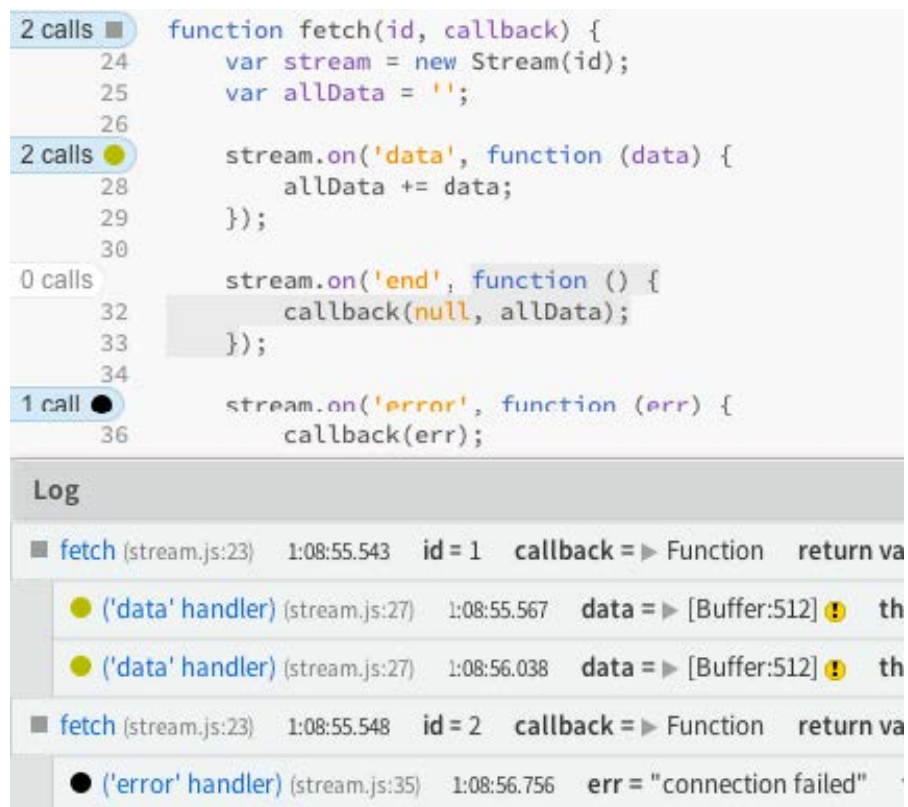 2 calls function fetch(id, callback) {
24 var stream = new Stream(id);
25 var allData = '';
26
2 calls stream.on('data', function (data) {
28 allData += data;
29 });
30
0 calls stream.on('end', function () {
32 callback(null, allData);
33 });
34
1 call stream.on('error', function (err) {
36 callback(err);
Log
fetch (stream.js:23) 1:08:55.543 id = 1 callback = ▶ Function return va
('data' handler) (stream.js:27) 1:08:55.567 data = ▶ [Buffer:512] ! th
('data' handler) (stream.js:27) 1:08:56.038 data = ▶ [Buffer:512] ! th
fetch (stream.js:23) 1:08:55.548 id = 2 callback = ▶ Function return va
('error' handler) (stream.js:35) 1:08:56.756 err = "connection failed"